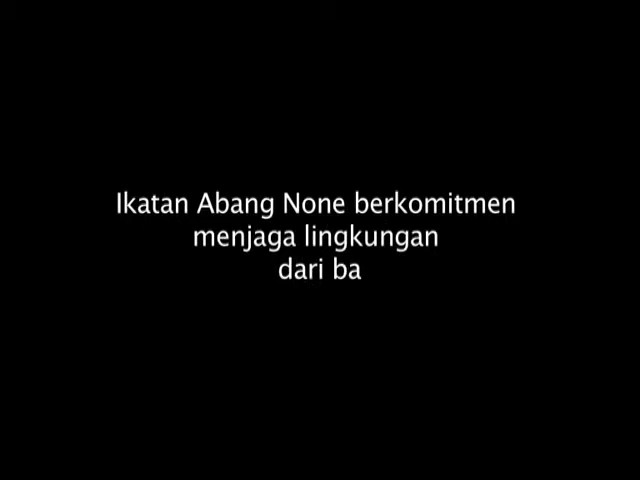 Ikatan Abang None berkomitmen
menjaga lingkungan
dari ba